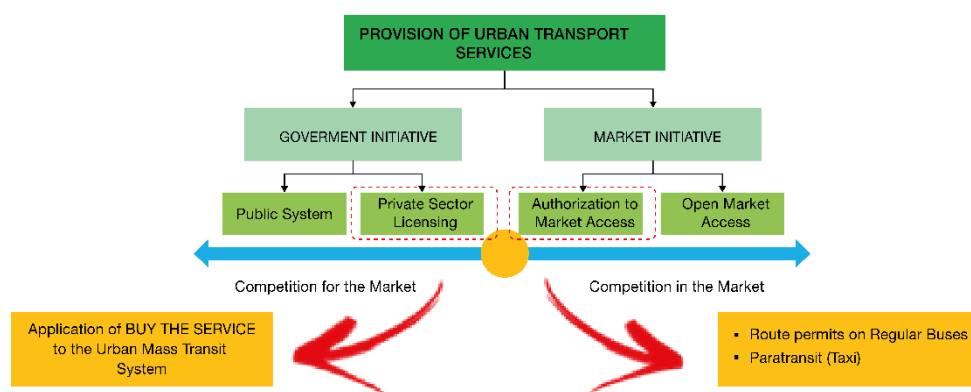 PROVISION OF URBAN TRANSPORT
SERVICES
GOVERMENT INITIATIVE
MARKET INITIATIVE
Public System
Private Sector
Licensing
Authorization to
Market Access
Open Market
Access
Competition for the Market
Competition in the Market
Application of BUY THE SERVICE
to the Urban Mass Transit
System
▪ Route permits on Regular Buses
▪ Paratransit (Taxi)